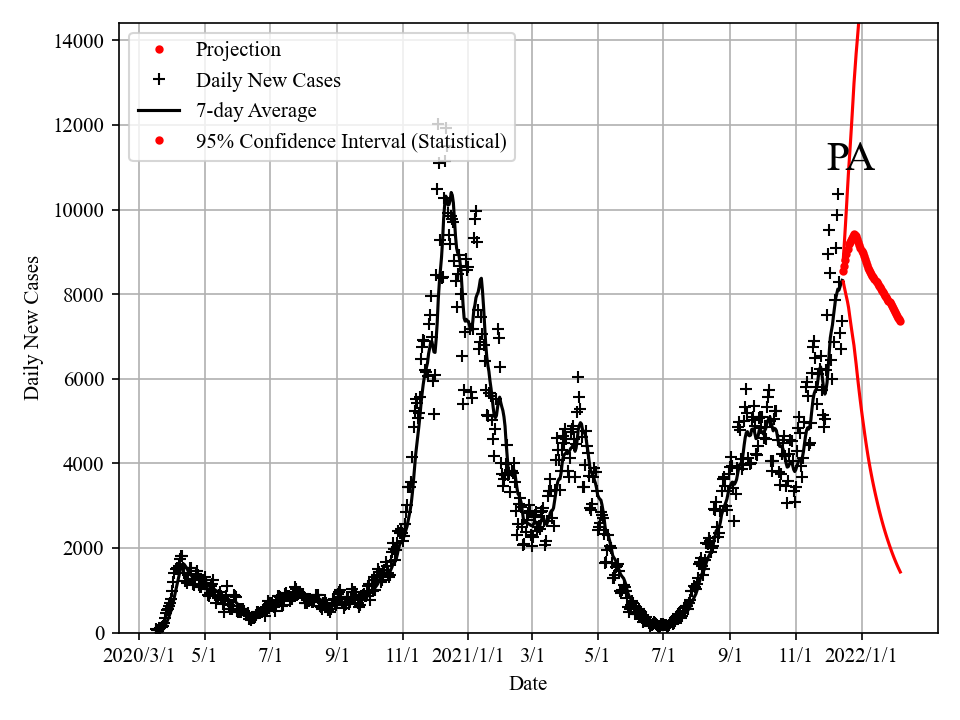 14000
12000
10000
8000
6000
4000
2000
0
Daily New Cases
Projection
Daily New Cases
7-day Average
95% Confidence Interval (Statistical)
PA
2020/3/1 5/1 7/1 9/1 11/1 2021/1/1 3/1 5/1 7/1 9/1 11/1 2022/1/1
Date